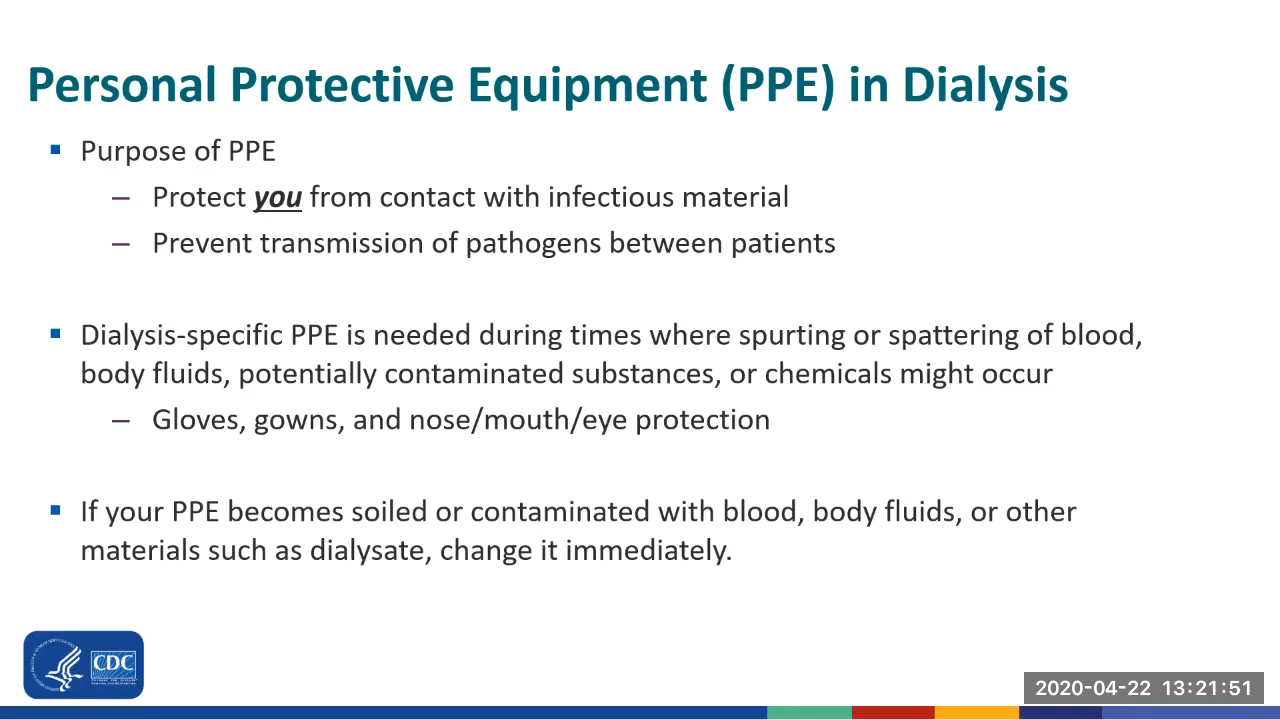 Personal Protective Equipment (PPE) in Dialysis
▪ Purpose of PPE
– Protect you from contact with infectious material
– Prevent transmission of pathogens between patients
▪ Dialysis-specific PPE is needed during times where spurting or spattering of blood,
body fluids, potentially contaminated substances, or chemicals might occur
– Gloves, gowns, and nose/mouth/eye protection
▪ If your PPE becomes soiled or contaminated with blood, body fluids, or other
materials such as dialysate, change it immediately.
CDC
2020-04-22 13:21:51